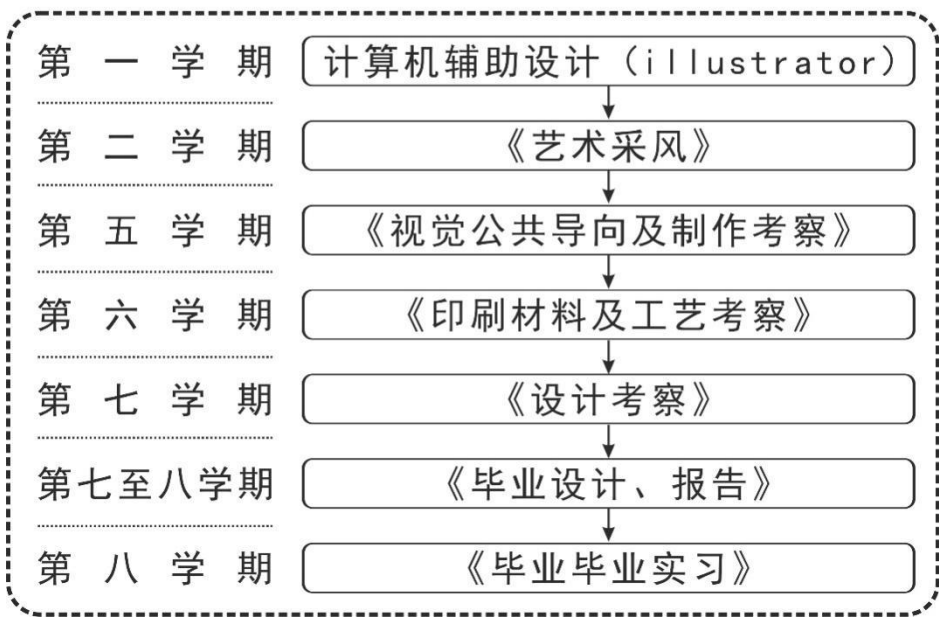 第一学期 计算机辅助设计（illustrator）
第二学期 《艺术采风》
第五学期 《视觉公共导向及制作考察》
第六学期 《印刷材料及工艺考察》
第七学期 《设计考察》
第七至八学期 《毕业设计、报告》
第八学期 《毕业毕业实习》